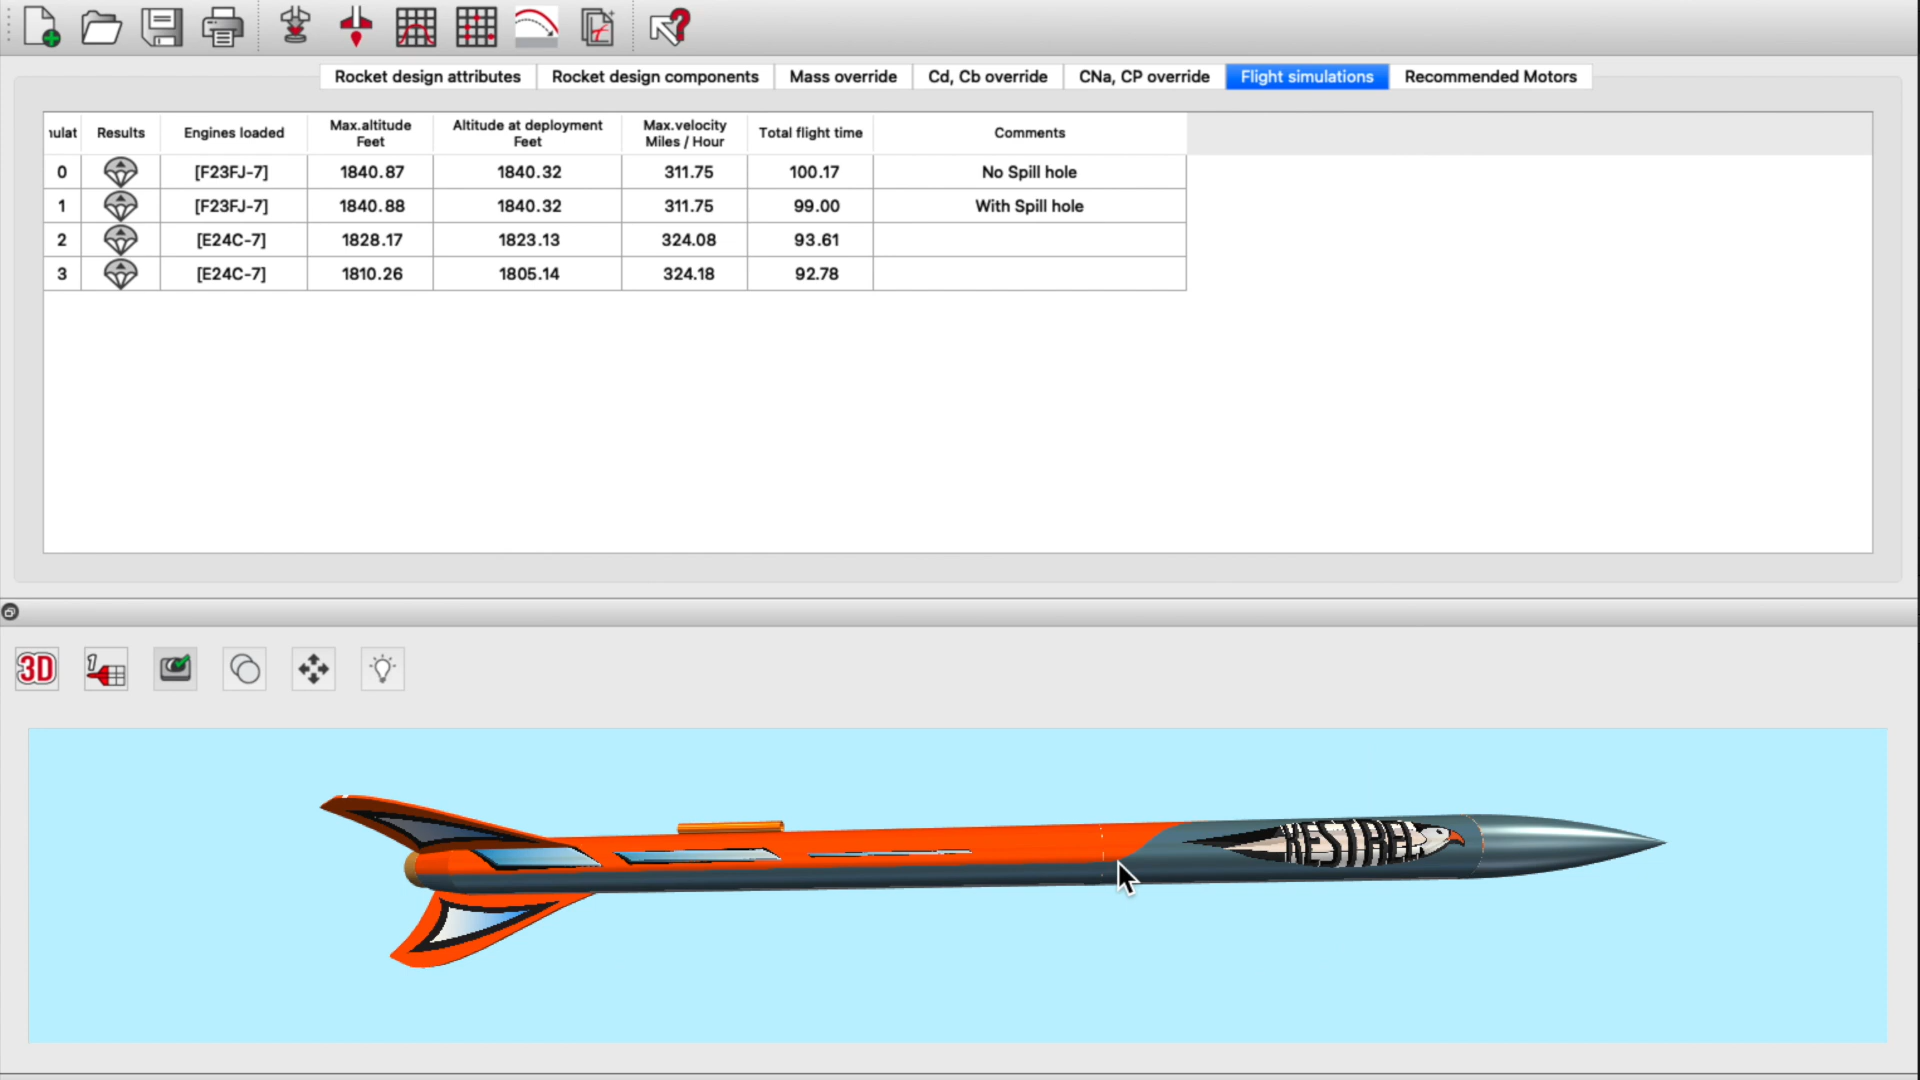 Rocket design attributes Rocket design components Mass override Cd, Cb override CNa, CP override Flight simulations Recommended Motors
nulat Results Engines loaded Max.altitude Feet Altitude at deployment Feet Max.velocity Miles / Hour Total flight time Comments
0 [F23FJ-7] 1840.87 1840.32 311.75 100.17 No Spill hole
1 [F23FJ-7] 1840.88 1840.32 311.75 99.00 With Spill hole
2 [E24C-7] 1828.17 1823.13 324.08 93.61
3 [E24C-7] 1810.26 1805.14 324.18 92.78
3D 1
KESTREL